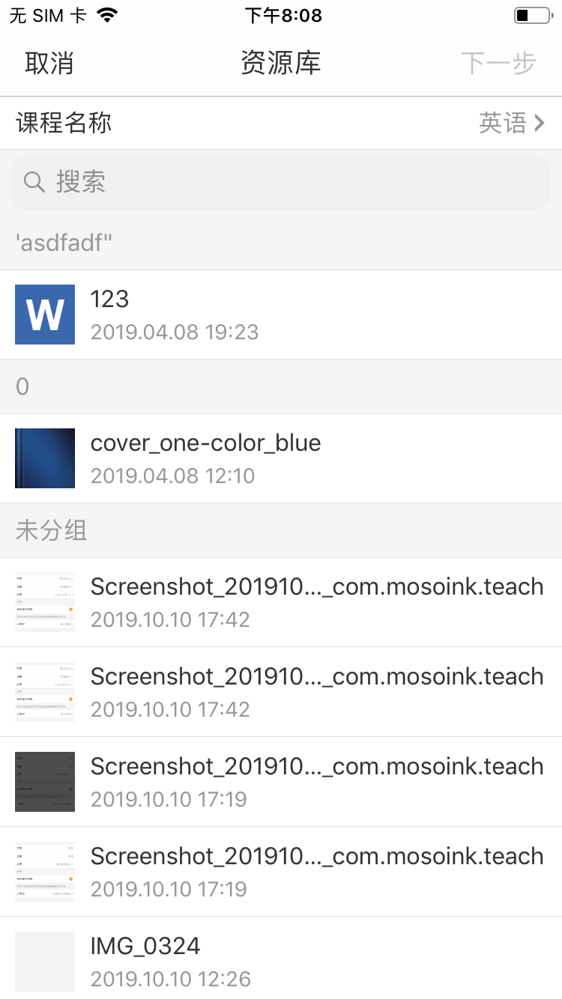 无 SIM 卡 下午8:08
取消 资源库 下一步
课程名称 英语
搜索
'asdfadf"
W 123
2019.04.08 19:23
0
cover_one-color_blue
2019.04.08 12:10
未分组
Screenshot_201910..._com.mosoink.teach
2019.10.10 17:42
Screenshot_201910..._com.mosoink.teach
2019.10.10 17:42
Screenshot_201910..._com.mosoink.teach
2019.10.10 17:19
Screenshot_201910..._com.mosoink.teach
2019.10.10 17:19
IMG_0324
2019.10.10 12:26